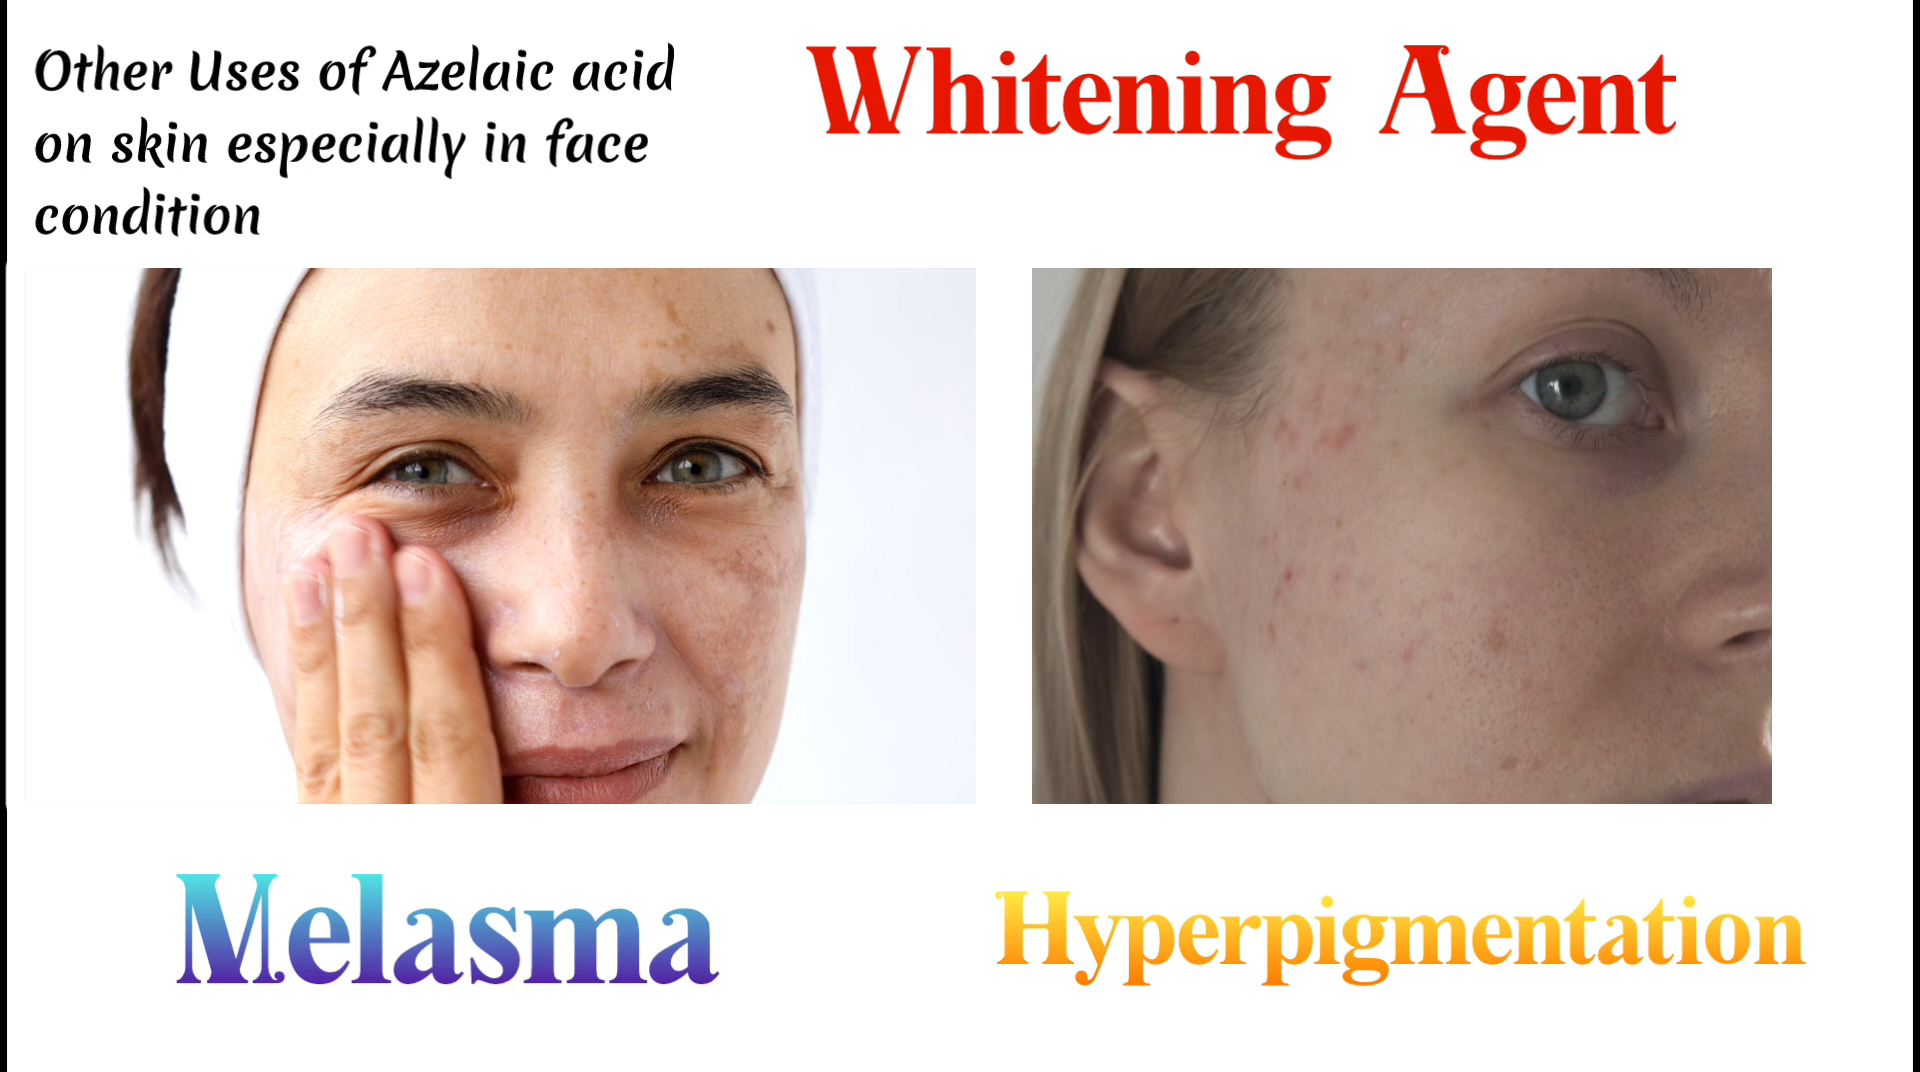 Other Uses of Azelaic acid
on skin especially in face
condition
Whitening Agent
Melasma
Hyperpigmentation